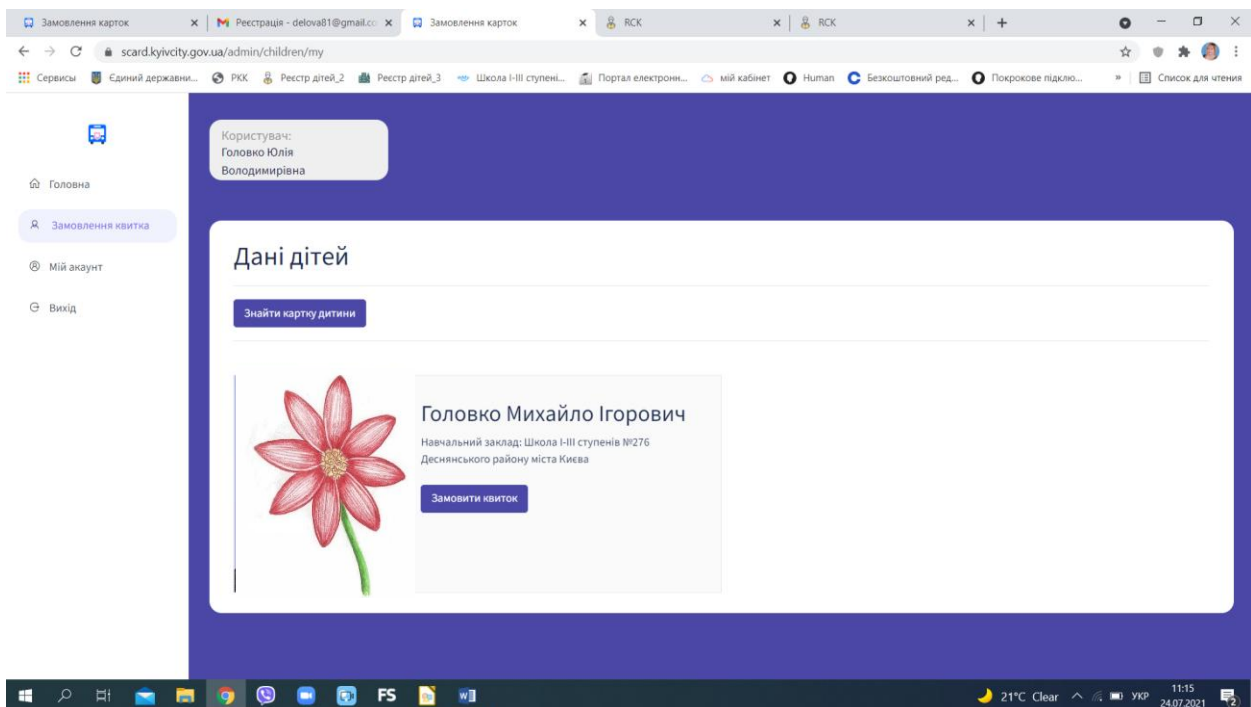 Замовлення карток
Реєстрація - delova81@gmail.co
Замовлення карток
RCK
RCK
scard.kyivcity.gov.ua/admin/children/my
Сервисы
Єдиний державни...
РКК
Реєстр дітей_2
Реєстр дітей_3
Школа І-ІІІ ступені...
Портал електронн...
мій кабінет
Human
Безкоштовний ред...
Покрокове підклю...
»
Список для чтения
Користувач:
Головко Юлія
Володимирівна
Головна
Замовлення квитка
Мій акаунт
Вихід
Дані дітей
Знайти картку дитини
Головко Михайло Ігорович
Навчальний заклад: Школа І-ІІІ ступенів №276
Деснянського району міста Києва
Замовити квиток
FS
21°C Clear
УКР
11:15
24.07.2021
2